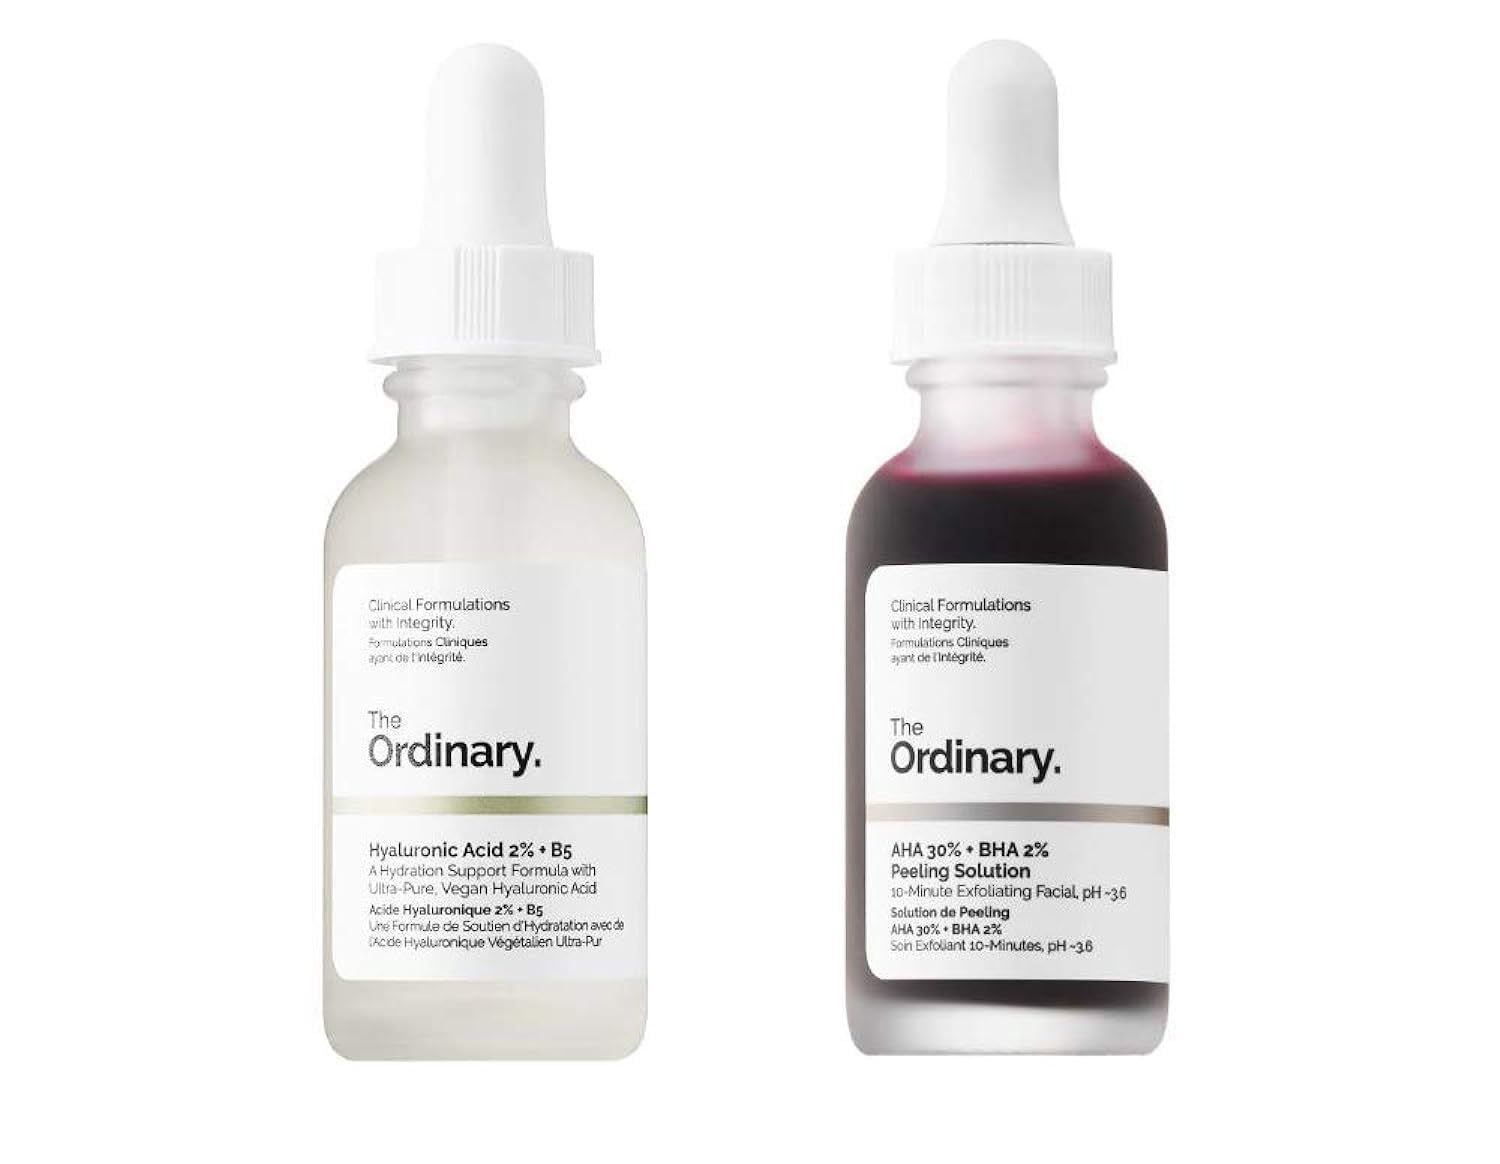 Clinical Formulations
with Integrity.
Formulations Cliniques
ayant de l'intégrité.
The
Ordinary.
Hyaluronic Acid 2% + B5
A Hydration Support Formula with
Ultra-Pure, Vegan Hyaluronic Acid
Acide Hyaluronique 2% + B5
Une Formule de Soutien d'Hydratation avec de
l'Acide Hyaluronique Végétalien Ultra-Pur
Clinical Formulations
with Integrity.
Formulations Cliniques
ayant de l'intégrité.
The
Ordinary.
AHA 30% + BHA 2%
Peeling Solution
10-Minute Exfoliating Facial, pH ~3.6
Solution de Peeling
AHA 30% + BHA 2%
Soin Exfoliant 10-Minutes, pH ~3.6